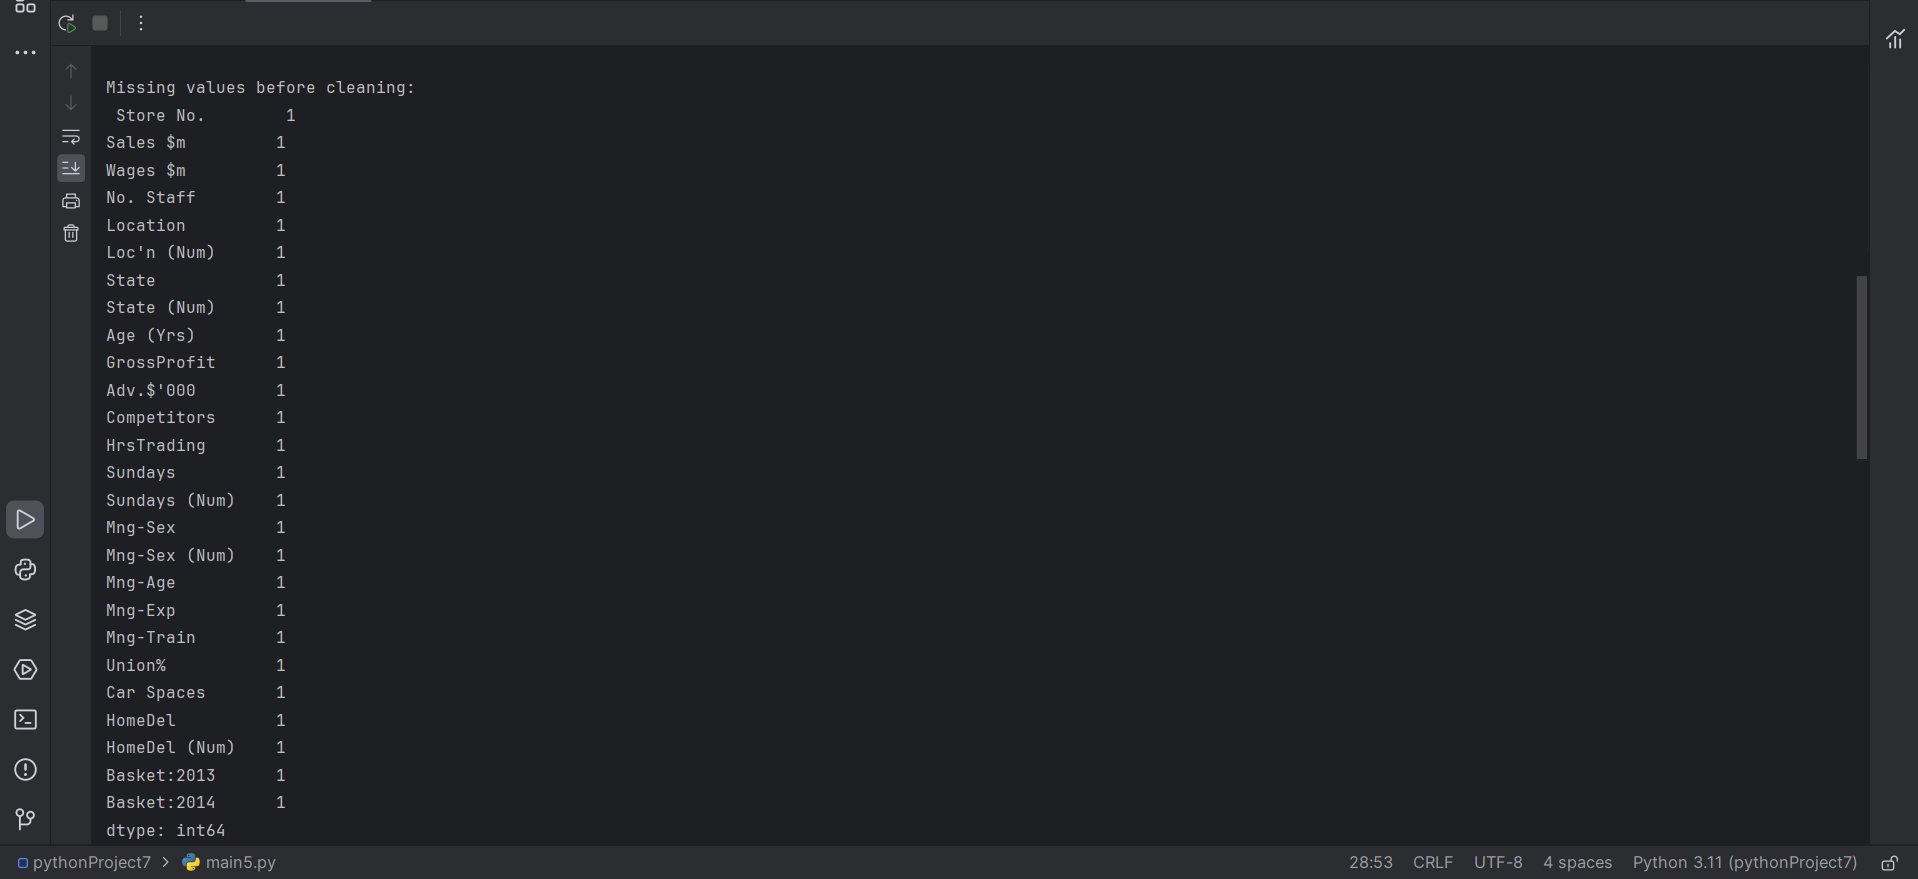 Missing values before cleaning:
 Store No.        1
Sales $m         1
Wages $m         1
No. Staff        1
Location         1
Loc'n (Num)      1
State            1
State (Num)      1
Age (Yrs)        1
GrossProfit      1
Adv.$'000        1
Competitors      1
HrsTrading       1
Sundays          1
Sundays (Num)    1
Mng-Sex          1
Mng-Sex (Num)    1
Mng-Age          1
Mng-Exp          1
Mng-Train        1
Union%           1
Car Spaces       1
HomeDel          1
HomeDel (Num)    1
Basket:2013      1
Basket:2014      1
dtype: int64
pythonProject7 > main5.py 28:53 CRLF UTF-8 4 spaces Python 3.11 (pythonProject7)